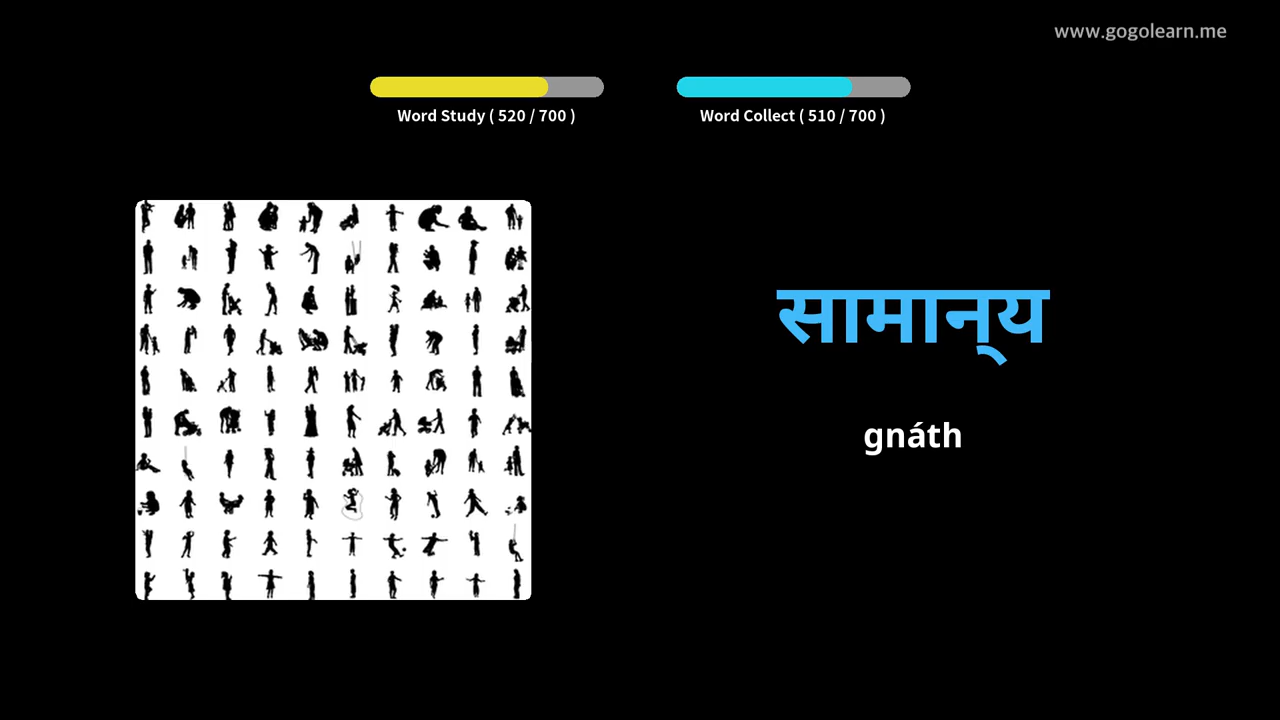 www.gogolearn.me
Word Study ( 520 / 700 )
Word Collect ( 510 / 700 )
सामान्‌य
gnáth